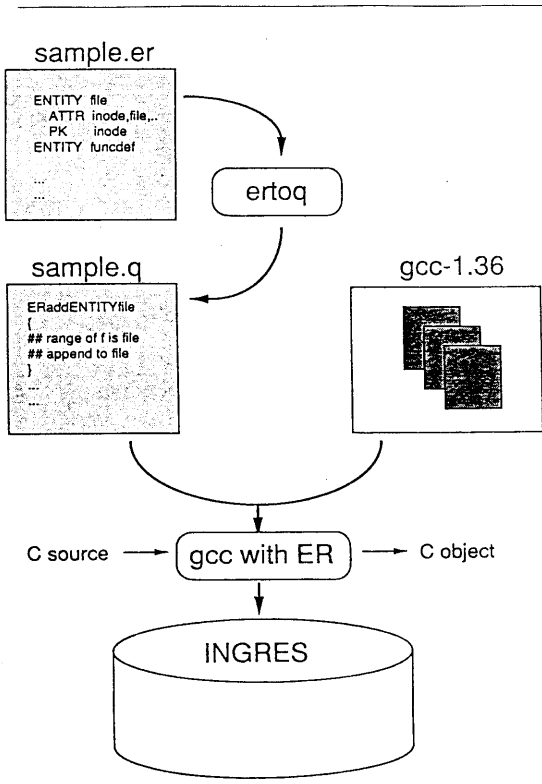 sample.er
ENTITY file
ATTR inode,file,..
PK inode
ENTITY funcdef
...
...
ertoq
sample.q
ERaddENTITYfile
{
## range of f is file
## append to file
}
...
...
gcc-1.36
C source
gcc with ER
C object
INGRES